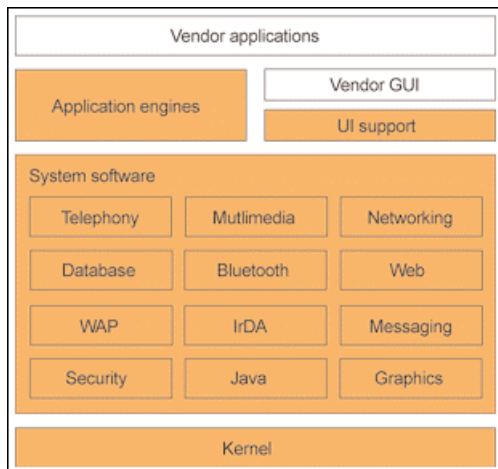 Vendor applications
Application engines
Vendor GUI
UI support
System software
Telephony
Mutlimedia
Networking
Database
Bluetooth
Web
WAP
IrDA
Messaging
Security
Java
Graphics
Kernel